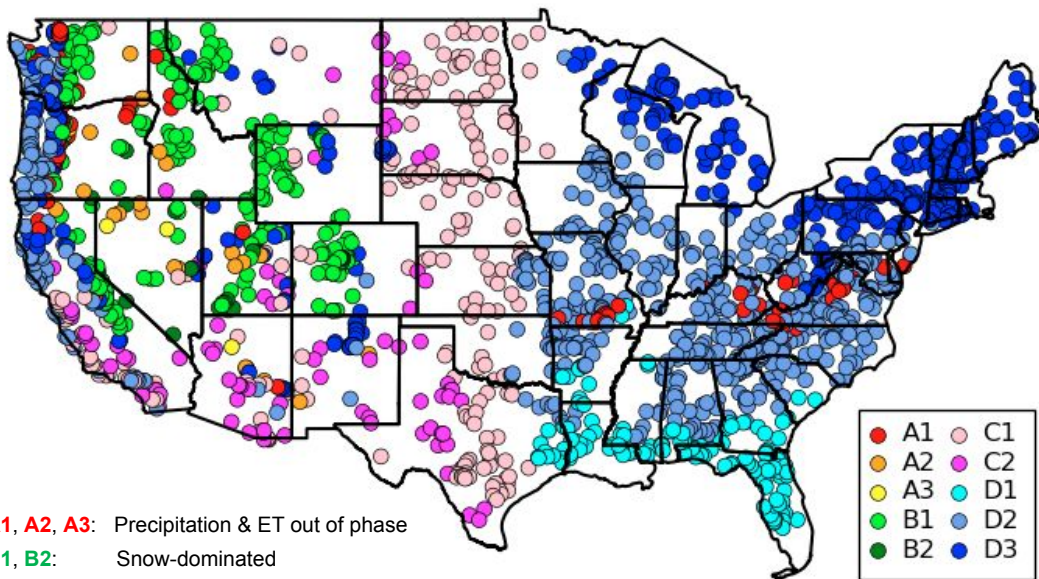 A1 C1
A2 C2
A3 D1
B1 D2
B2 D3
1, A2, A3: Precipitation & ET out of phase
1, B2: Snow-dominated